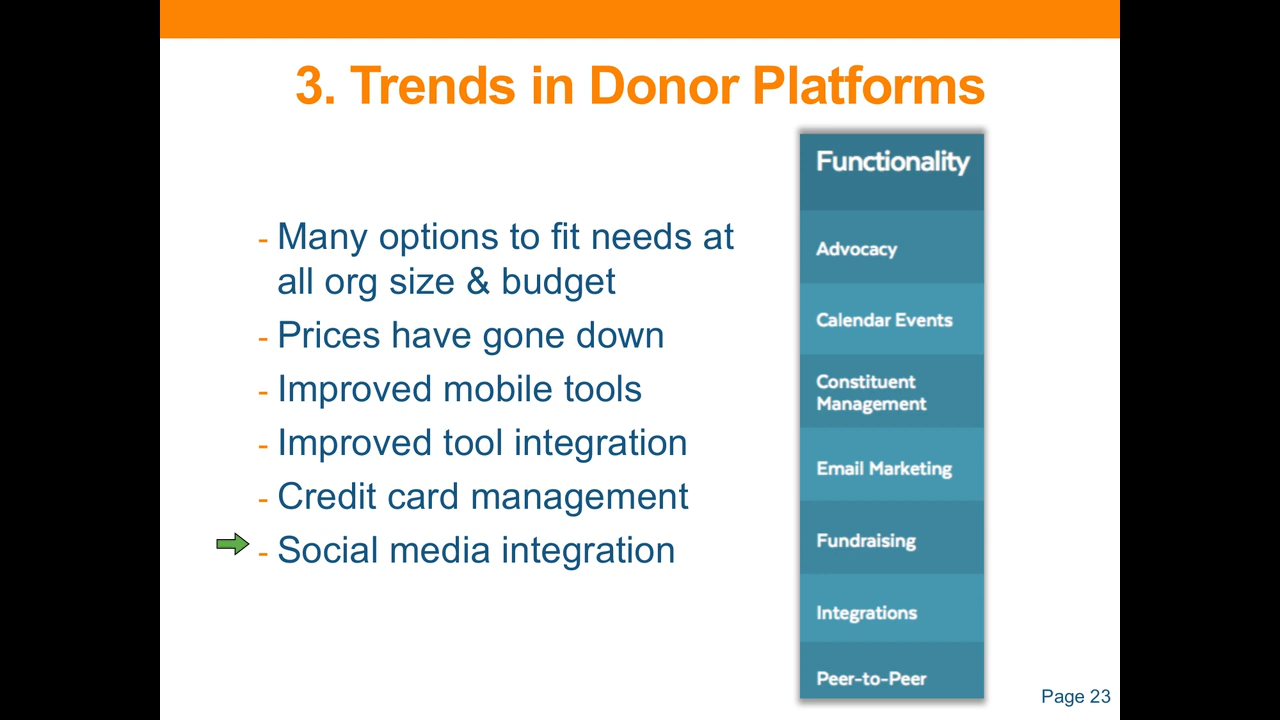 3. Trends in Donor Platforms
- Many options to fit needs at
all org size & budget
- Prices have gone down
- Improved mobile tools
- Improved tool integration
- Credit card management
- Social media integration
Functionality
Advocacy
Calendar Events
Constituent
Management
Email Marketing
Fundraising
Integrations
Peer-to-Peer
Page 23